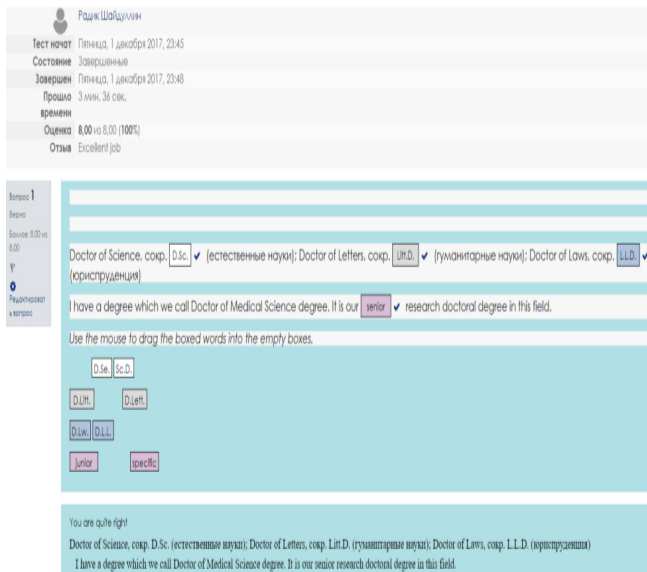 Радик Шайдуллин
Тест начат Пятница, 1 декабря 2017, 23:45
Состояние Завершенные
Завершен Пятница, 1 декабря 2017, 23:48
Прошло 3 мин. 36 сек.
времени
Оценка 8,00 из 8,00 (100%)
Отзыв Excellent job
Вопрос 1
Верно
Баллов: 8,00 из
8,00
Редактироват
ь вопрос
Doctor of Science, сокр. D.Sc. (естественные науки); Doctor of Letters, сокр. Litt.D. (гуманитарные науки); Doctor of Laws, сокр. L.L.D.
(юриспруденция)
I have a degree which we call Doctor of Medical Science degree. It is our senior research doctoral degree in this field.
Use the mouse to drag the boxed words into the empty boxes.
D.Se. Sc.D.
D.Litt. D.Lett.
D.Lw. D.L.L.
junior specific
You are quite right
Doctor of Science, сокр. D.Sc. (естественные науки); Doctor of Letters, сокр. Litt.D. (гуманитарные науки); Doctor of Laws, сокр. L.L.D. (юриспруденция)
I have a degree which we call Doctor of Medical Science degree. It is our senior research doctoral degree in this field.